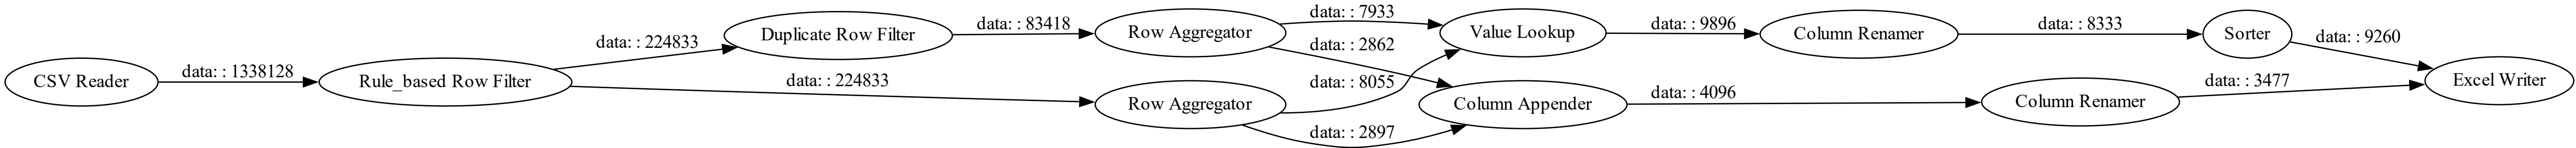 CSV Reader
data: : 1338128
Rule_based Row Filter
data: : 224833
Duplicate Row Filter
data: : 83418
Row Aggregator
data: : 7933
Value Lookup
data: : 9896
Column Renamer
data: : 8333
Sorter
data: : 9260
Excel Writer
data: : 2862
data: : 224833
Row Aggregator
data: : 8055
Column Appender
data: : 4096
Column Renamer
data: : 3477
data: : 2897